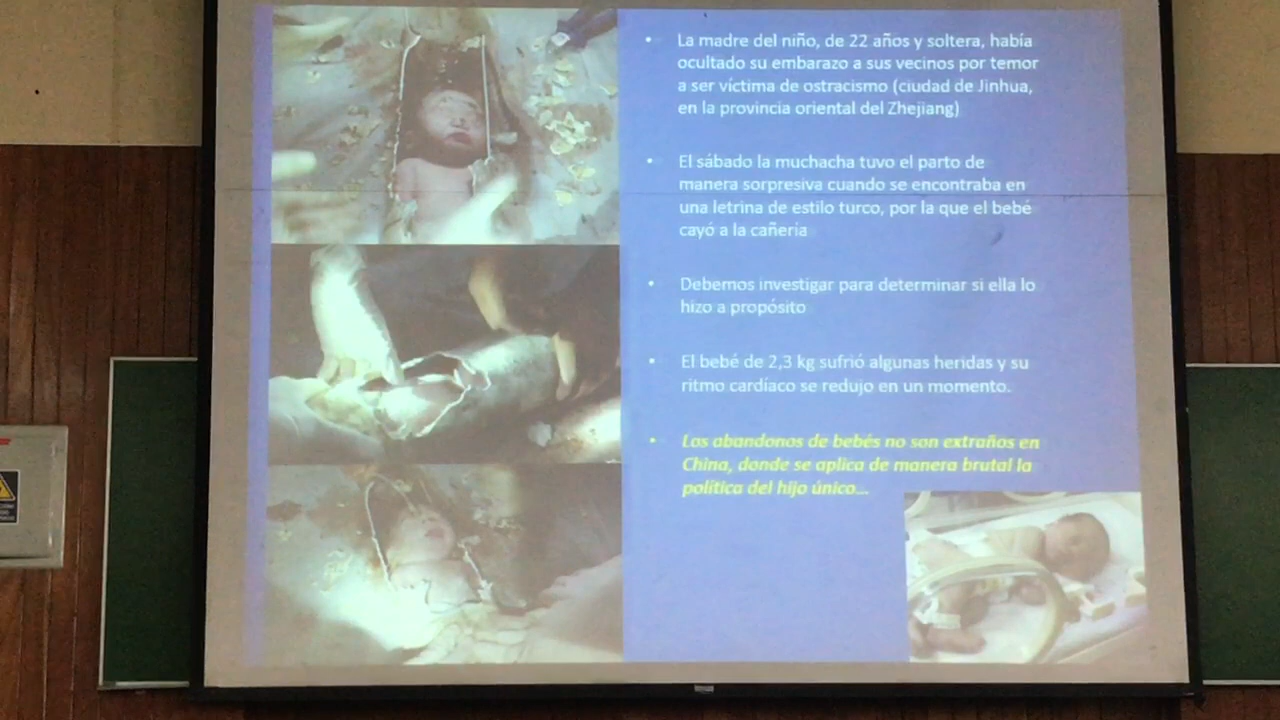 • La madre del niño, de 22 años y soltera, había
ocultado su embarazo a sus vecinos por temor
a ser víctima de ostracismo (ciudad de Jinhua,
en la provincia oriental del Zhejiang)
• El sábado la muchacha tuvo el parto de
manera sorpresiva cuando se encontraba en
una letrina de estilo turco, por la que el bebé
cayó a la cañería
• Debemos investigar para determinar si ella lo
hizo a propósito
• El bebé de 2,3 kg sufrió algunas heridas y su
ritmo cardíaco se redujo en un momento.
• Los abandonos de bebés no son extraños en
China, donde se aplica de manera brutal la
política del hijo único...